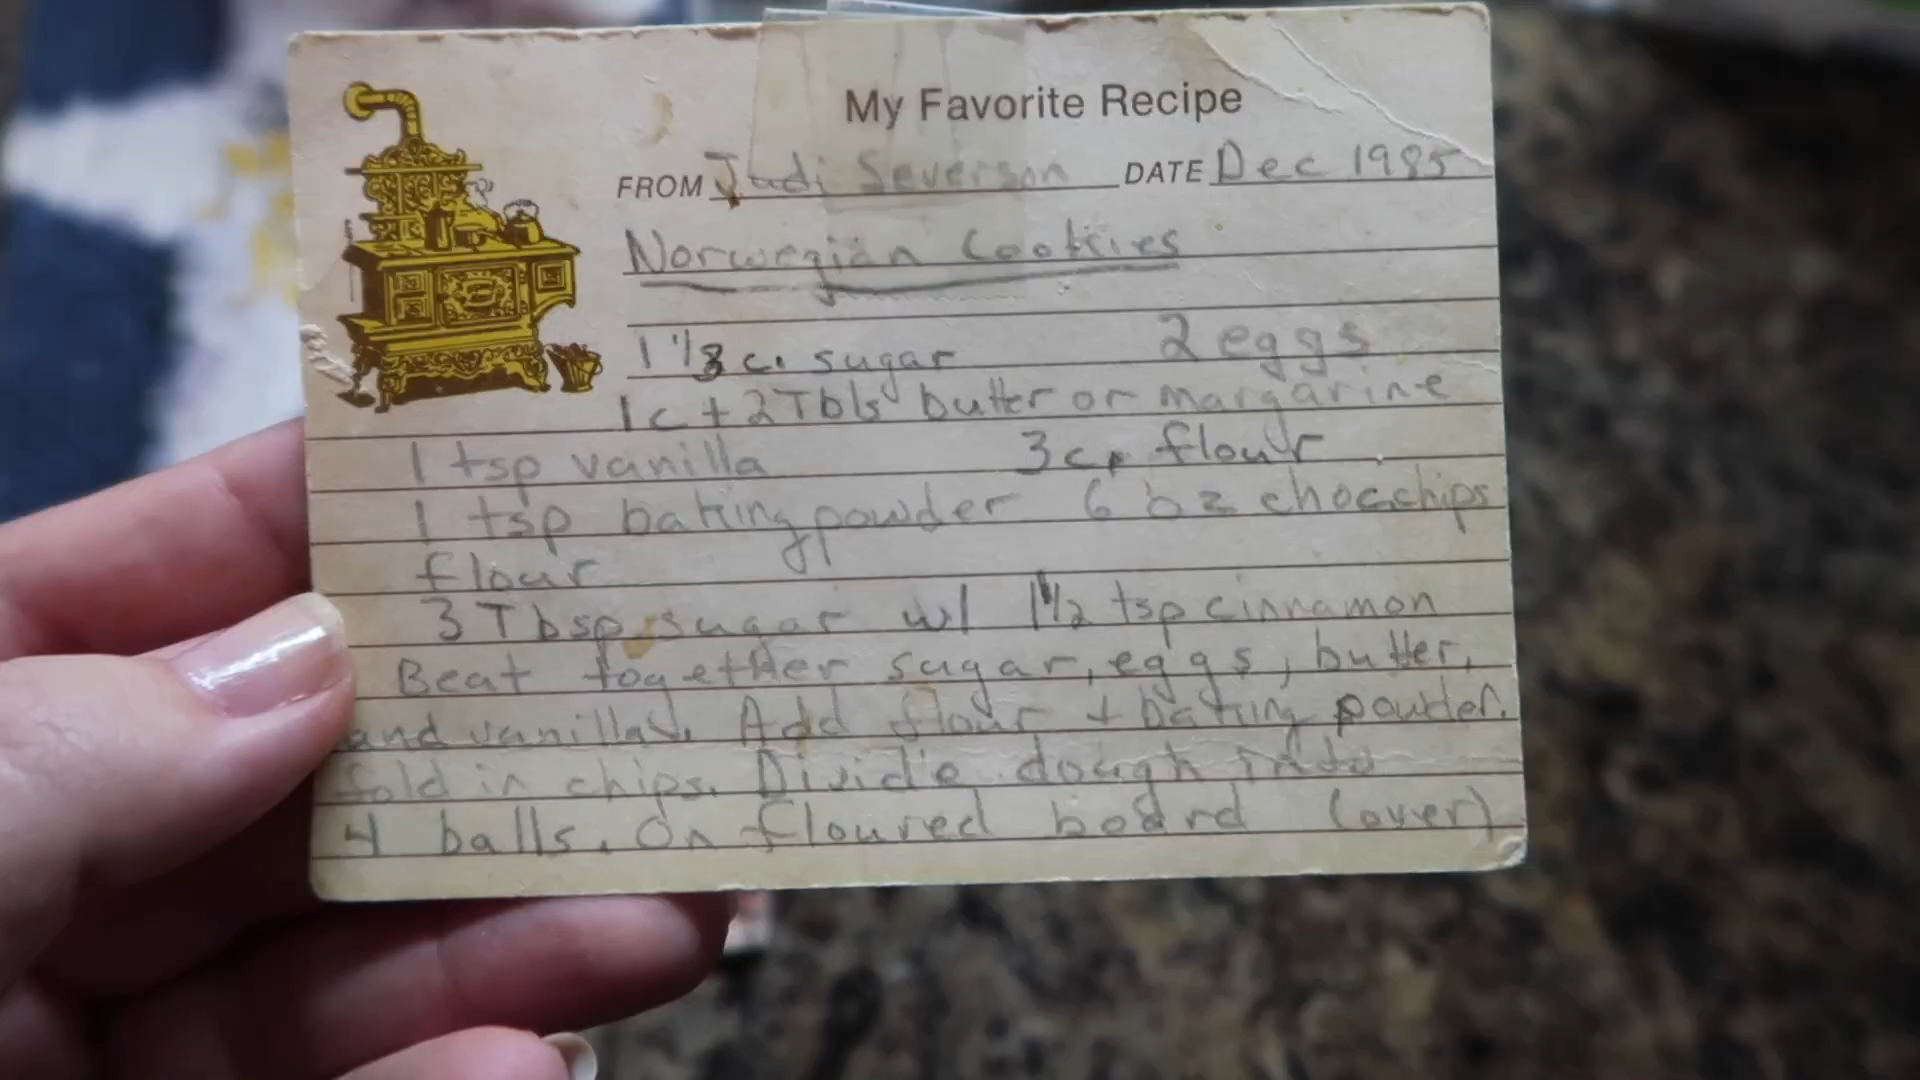 My Favorite Recipe
FROM Judi Severson DATE Dec 1985
Norwegian Cookies
1 1/3 c. sugar 2 eggs
1c + 2Tbls butter or margarine
1 tsp vanilla 3 c. flour
1 tsp baking powder 6 oz choc chips
flour
3 Tbsp sugar w/ 1 1/2 tsp cinnamon
Beat together sugar, eggs, butter,
and vanilla. Add flour + baking powder.
fold in chips. Divide dough into
4 balls. On floured board (over)